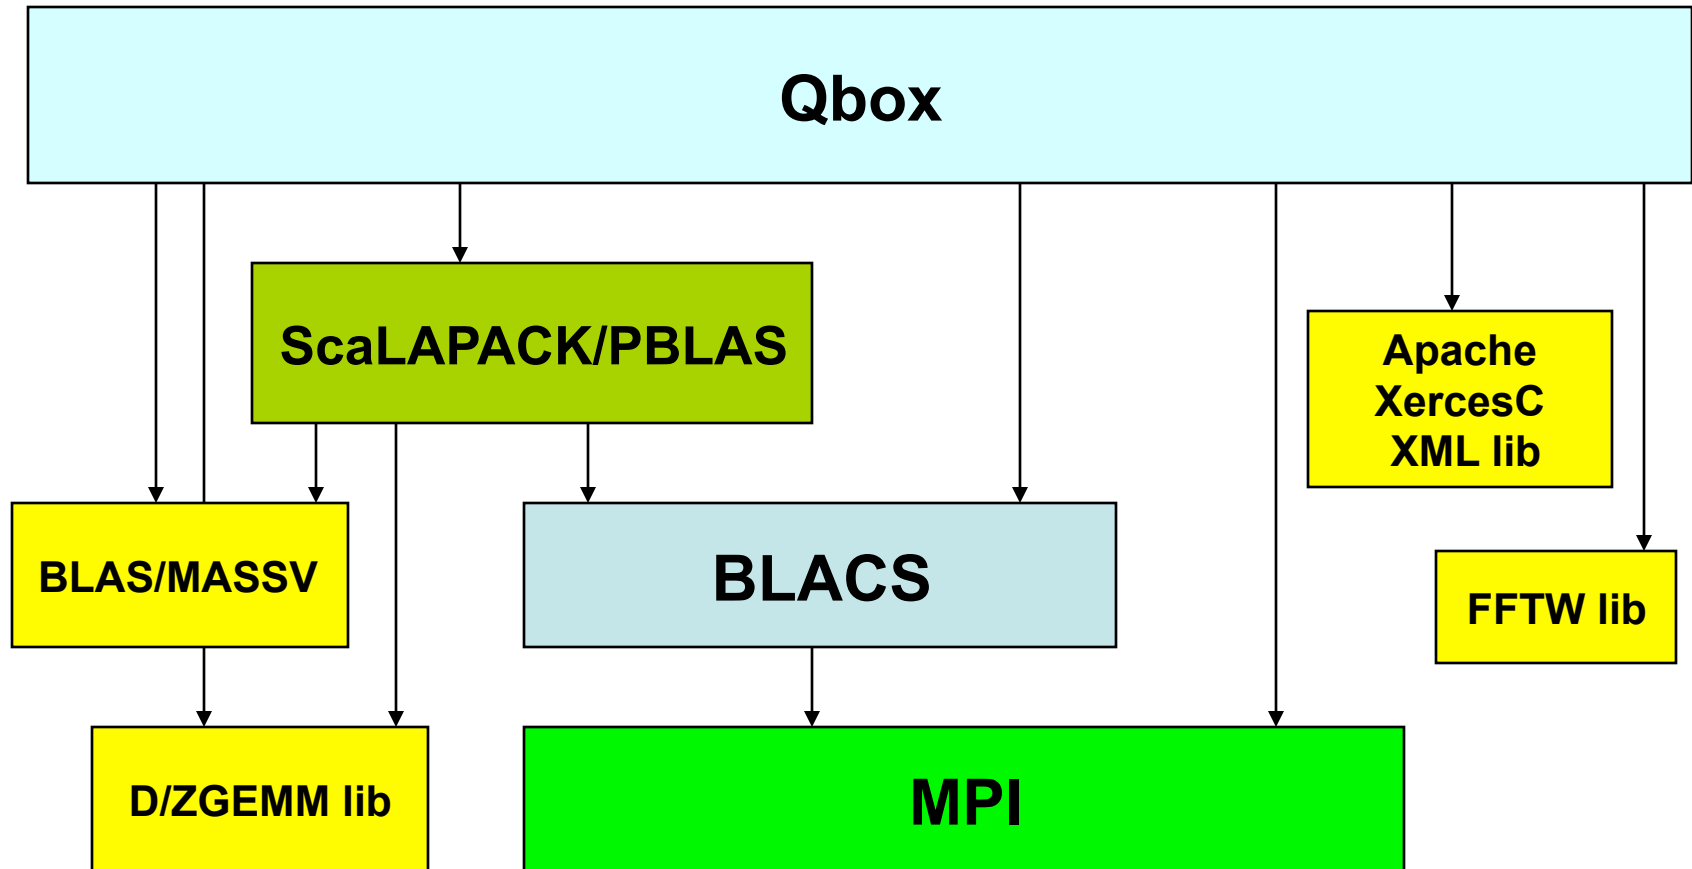 Qbox
ScaLAPACK/PBLAS
Apache
XercesC
XML lib
BLAS/MASSV
BLACS
FFTW lib
D/ZGEMM lib
MPI